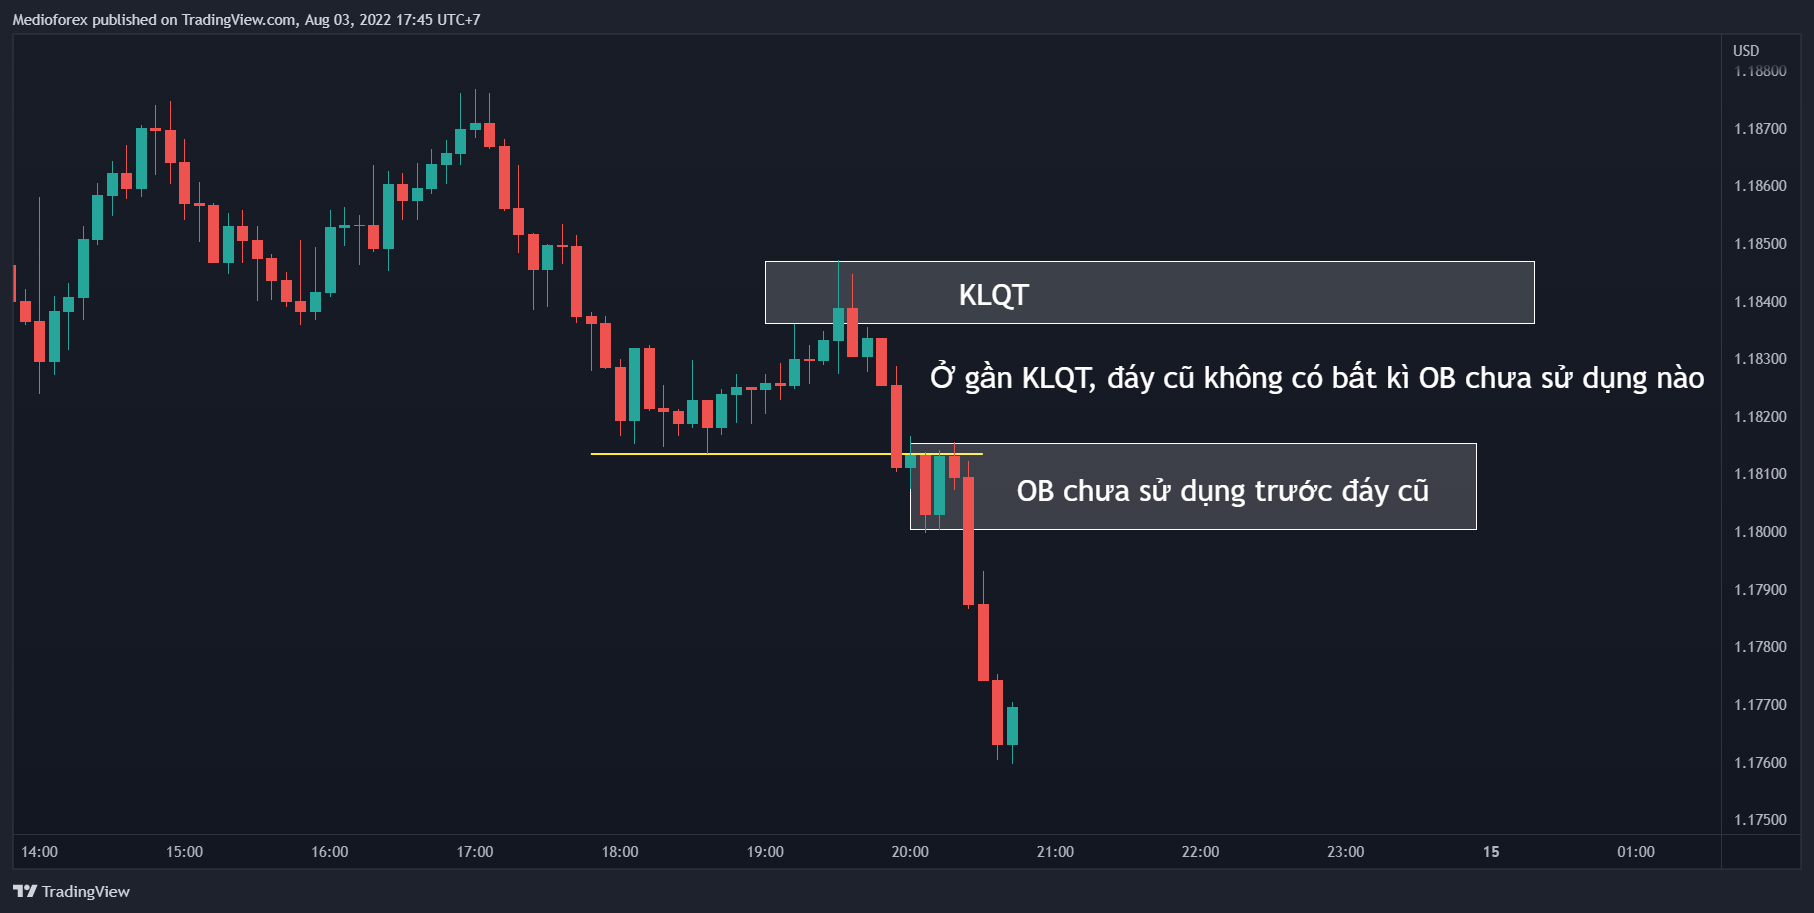 Medioforex published on TradingView.com, Aug 03, 2022 17:45 UTC+7
USD
1.18800
1.18700
1.18600
1.18500
KLQT
1.18400
Ở gần KLQT, đáy cũ không có bất kì OB chưa sử dụng nào
1.18300
1.18200
1.18100
OB chưa sử dụng trước đáy cũ
1.18000
1.17900
1.17800
1.17700
1.17600
1.17500
14:00 15:00 16:00 17:00 18:00 19:00 20:00 21:00 22:00 23:00 15 01:00
TradingView